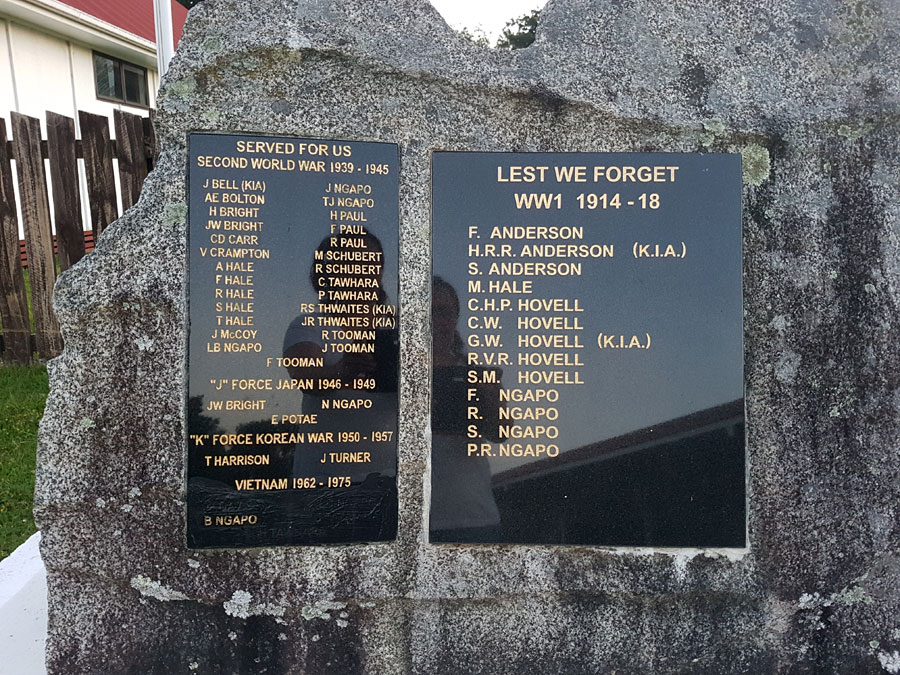 SERVED FOR US
SECOND WORLD WAR 1939 - 1945
J BELL (KIA) J NGAPO
AE BOLTON TJ NGAPO
H BRIGHT H PAUL
JW BRIGHT F PAUL
CD CARR R PAUL
V CRAMPTON M SCHUBERT
A HALE R SCHUBERT
F HALE C TAWHARA
R HALE P TAWHARA
S HALE RS THWAITES (KIA)
T HALE JR THWAITES (KIA)
J McCOY R TOOMAN
LB NGAPO J TOOMAN
F TOOMAN
"J" FORCE JAPAN 1946 - 1949
JW BRIGHT N NGAPO
E POTAE
"K" FORCE KOREAN WAR 1950 - 1957
T HARRISON J TURNER
VIETNAM 1962 - 1975
B NGAPO
LEST WE FORGET
WW1 1914 - 18
F. ANDERSON
H.R.R. ANDERSON (K.I.A.)
S. ANDERSON
M. HALE
C.H.P. HOVELL
C.W. HOVELL
G.W. HOVELL (K.I.A.)
R.V.R. HOVELL
S.M. HOVELL
F. NGAPO
R. NGAPO
S. NGAPO
P.R. NGAPO